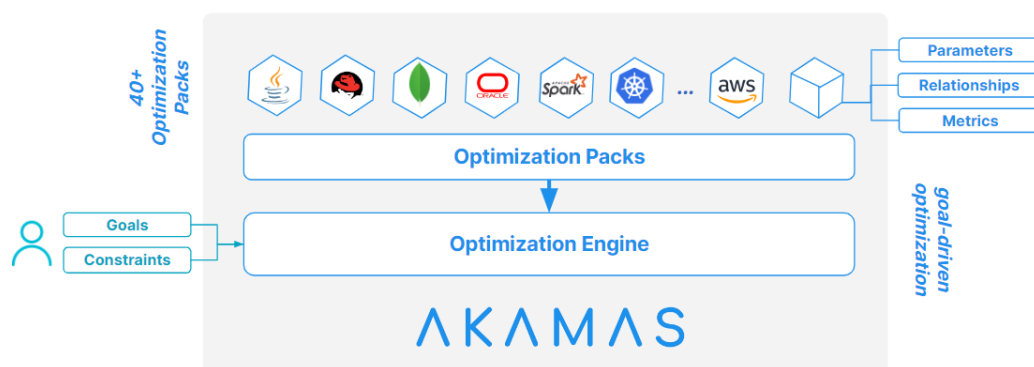 40+
Optimization
Packs
ORACLE
APACHE
Spark
...
aws
Parameters
Relationships
Metrics
Optimization Packs
Goals
Constraints
Optimization Engine
goal-driven
optimization
AKAMAS